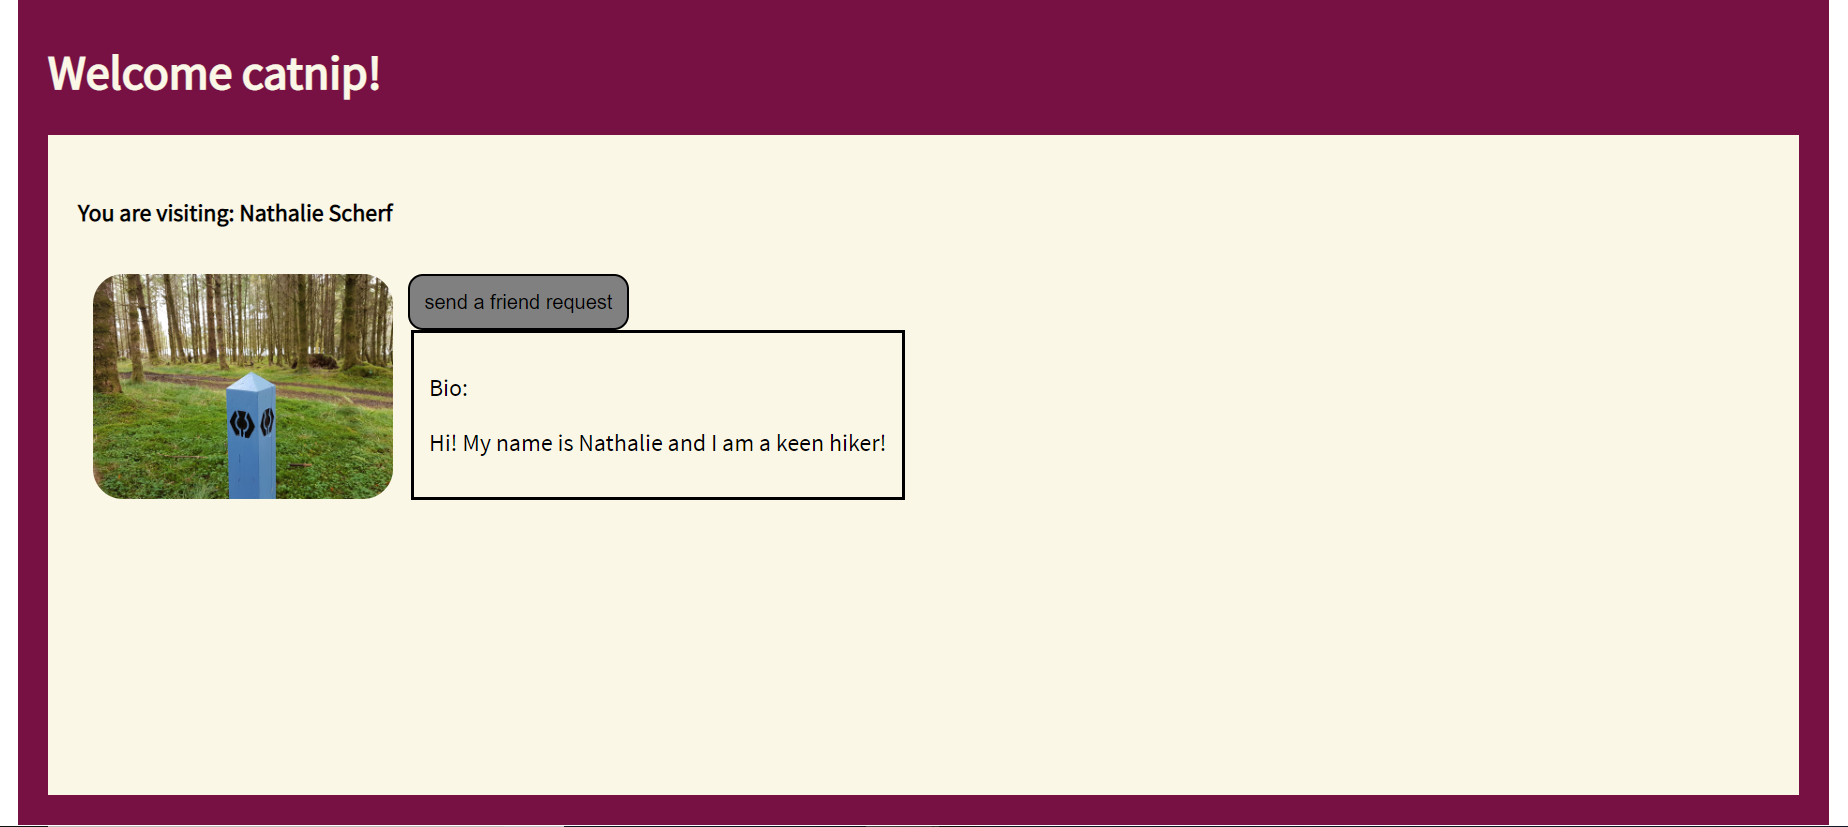 Welcome catnip!
You are visiting: Nathalie Scherf
send a friend request
Bio:
Hi! My name is Nathalie and I am a keen hiker!